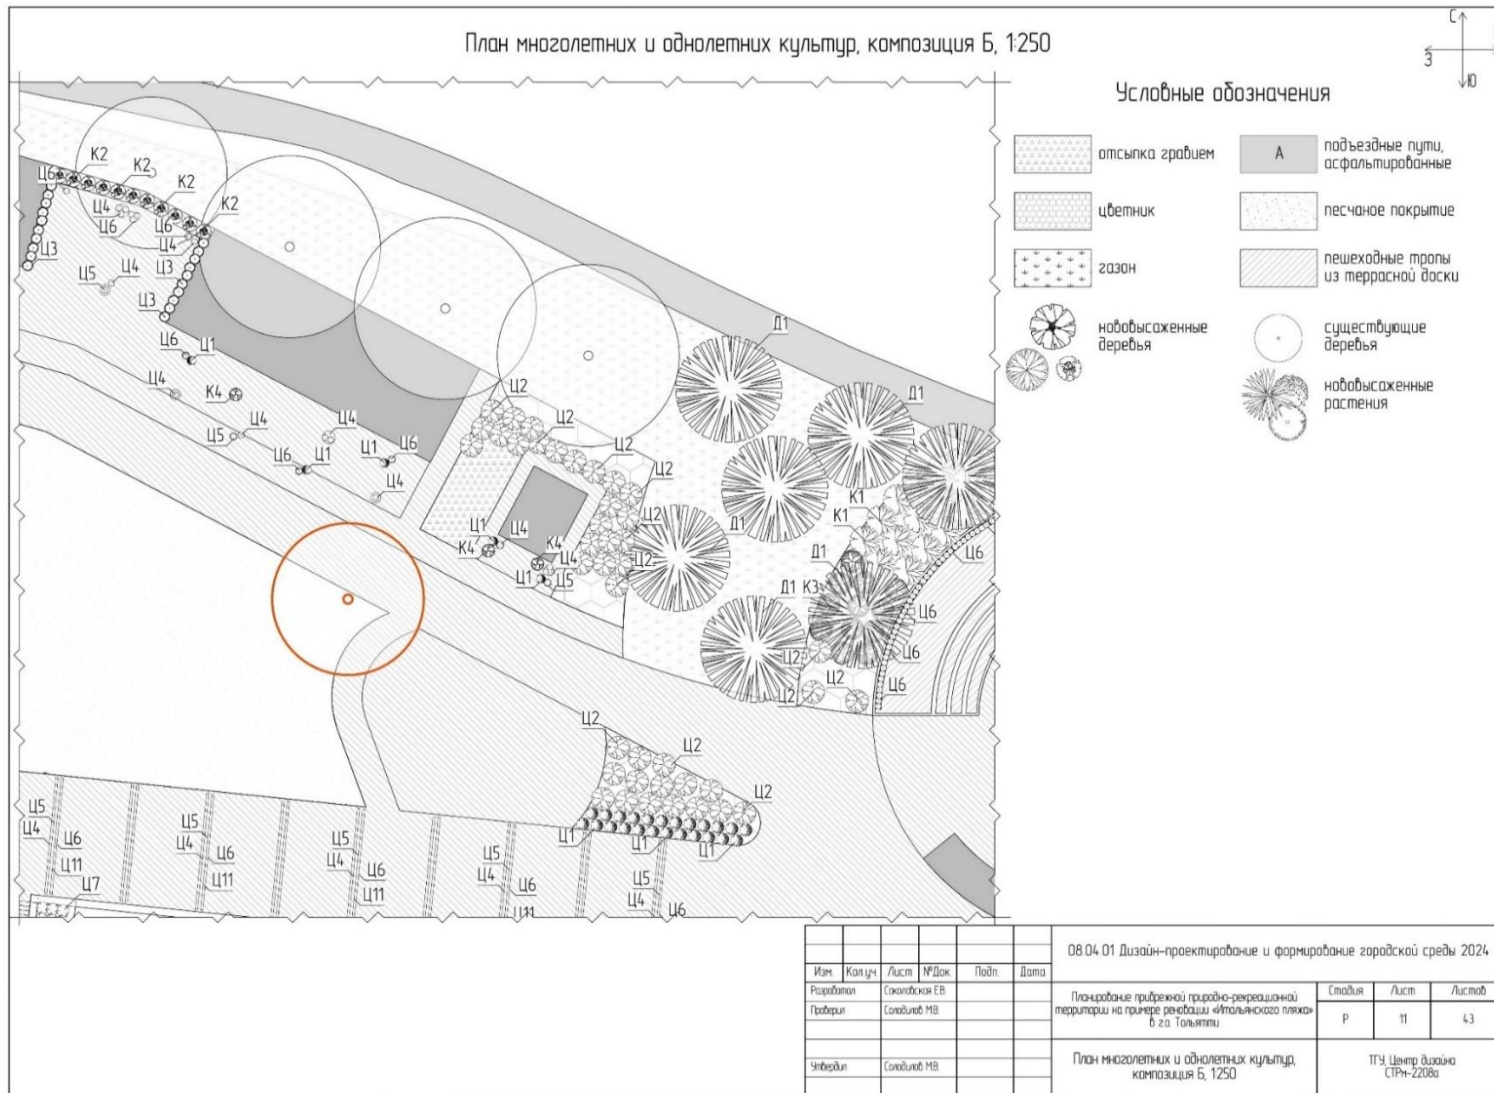 План многолетних и однолетних культур, композиция Б, 1:250
С
З
Ю
Условные обозначения
отсыпка гравием
А
подъездные пути,
асфальтированные
цветник
песчаное покрытие
газон
пешеходные тропы
из террасной доски
нововысаженные
деревья
существующие
деревья
нововысаженные
растения
К2
К2
К2
К2
Ц6
Ц4
Ц6
Ц6
Ц4
Ц3
Ц3
Ц3
Ц5
Ц4
Ц6
Ц1
Ц4
К4
Ц5
Ц4
Ц4
Ц6
Ц1
Ц1
Ц6
Ц4
Ц2
Ц2
Ц2
Ц2
Ц2
Ц2
Ц1
Ц4
К4
К4
Ц4
Ц1
Ц5
Д1
Д1
Д1
К1
К1
Д1
Д1
К3
Ц6
Ц6
Ц6
Ц6
Ц2
Ц2
Ц2
Ц2
Ц2
Ц2
Ц1
Ц1
Ц1
Ц5
Ц4
Ц6
Ц11
Ц7
Ц5
Ц4
Ц6
Ц11
Ц5
Ц4
Ц6
Ц11
Ц5
Ц4
Ц6
Ц11
Ц5
Ц4
Ц6
08.04.01 Дизайн-проектирование и формирование городской среды 2024
Изм. Кол.уч. Лист №Док. Подп. Дата
Разработал Соколовская Е.В.
Проверил Солодилов М.В.
Планирование прибрежной природно-рекреационной
территории на примере реновации «Итальянского пляжа»
в г.о. Тольятти
Стадия Лист Листов
Р 11 43
Утвердил Солодилов М.В.
План многолетних и однолетних культур,
композиция Б, 1:250
ТГУ, Центр дизайна
СТРм-2208а